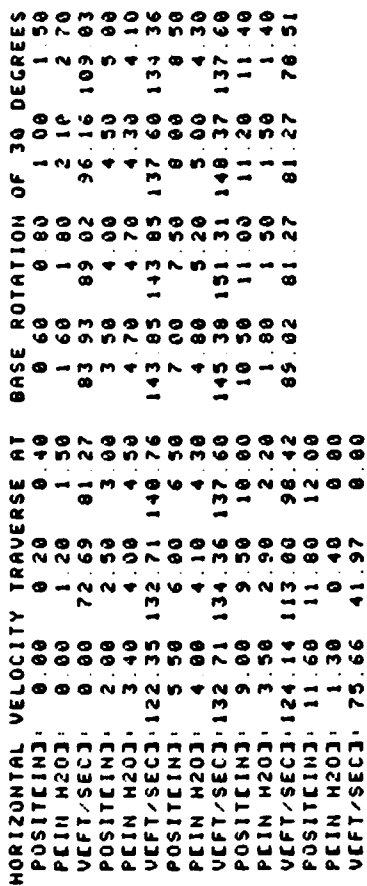 HORIZONTAL VELOCITY TRAVERSE AT BASE ROTATION OF 30 DEGREES
POSIT[IN]: 0.00 0.20 0.40 0.60 0.80 1.00 1.50
P[IN H2O]: 0.00 1.20 1.50 1.60 1.80 2.10 2.70
V[FT/SEC]: 0.00 72.69 81.27 83.93 89.02 96.16 109.03
POSIT[IN]: 2.00 2.50 3.00 3.50 4.00 4.50 5.00
P[IN H2O]: 3.40 4.00 4.50 4.70 4.70 4.30 4.10
V[FT/SEC]:122.35 132.71 140.76 143.85 143.85 137.60 134.36
POSIT[IN]: 5.50 6.00 6.50 7.00 7.50 8.00 8.50
P[IN H2O]: 4.00 4.10 4.30 4.80 5.20 5.00 4.30
V[FT/SEC]:132.71 134.36 137.60 145.38 151.31 148.37 137.60
POSIT[IN]: 9.00 9.50 10.00 10.50 11.00 11.20 11.40
P[IN H2O]: 3.50 2.90 2.20 1.80 1.50 1.50 1.40
V[FT/SEC]:124.14 113.00 98.42 89.02 81.27 81.27 78.51
POSIT[IN]: 11.60 11.80 12.00
P[IN H2O]: 1.30 0.40 0.00
V[FT/SEC]: 75.66 41.97 0.00